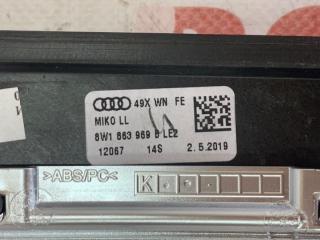 49X WN FE
MIKO LL
8W1 863 969 B LE2
12067 14S 2.5.2019
>ABS/PC<
K